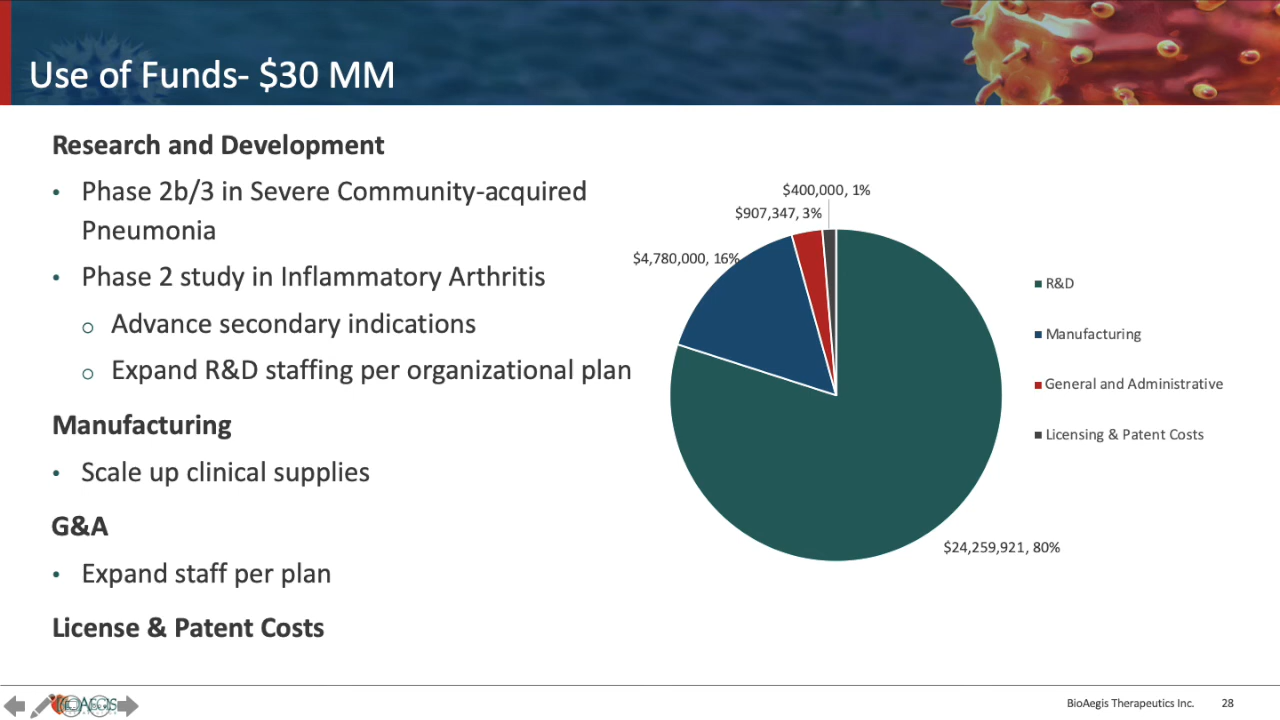 Use of Funds- $30 MM
Research and Development
• Phase 2b/3 in Severe Community-acquired
Pneumonia
• Phase 2 study in Inflammatory Arthritis
o Advance secondary indications
o Expand R&D staffing per organizational plan
Manufacturing
• Scale up clinical supplies
G&A
• Expand staff per plan
License & Patent Costs
$400,000, 1%
$907,347, 3%
$4,780,000, 16%
$24,259,921, 80%
R&D
Manufacturing
General and Administrative
Licensing & Patent Costs
BioAegis Therapeutics Inc. 28